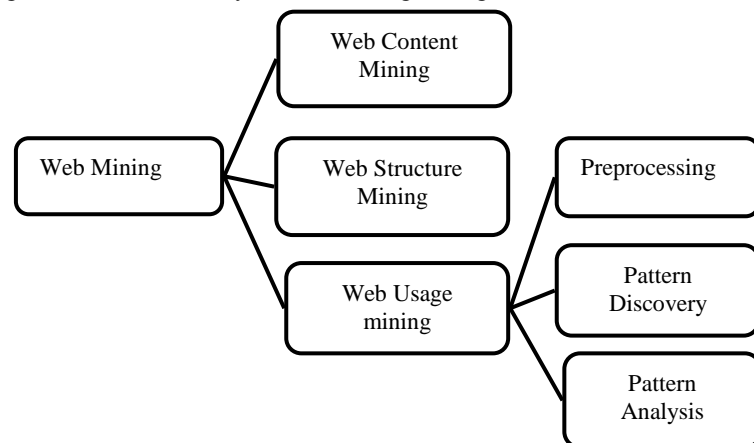 Web Content
Mining
Web Mining
Web Structure
Mining
Preprocessing
Web Usage
mining
Pattern
Discovery
Pattern
Analysis